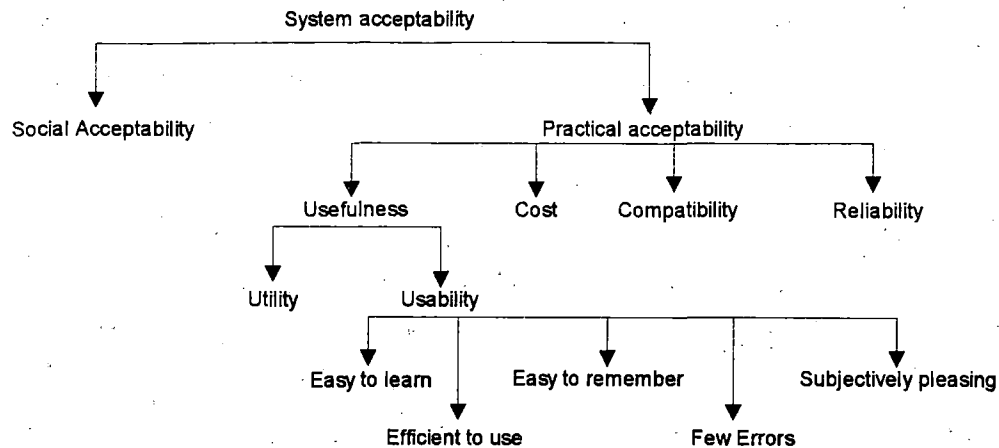 System acceptability
Social Acceptability
Practical acceptability
Usefulness
Cost
Compatibility
Reliability
Utility
Usability
Easy to learn
Easy to remember
Subjectively pleasing
Efficient to use
Few Errors